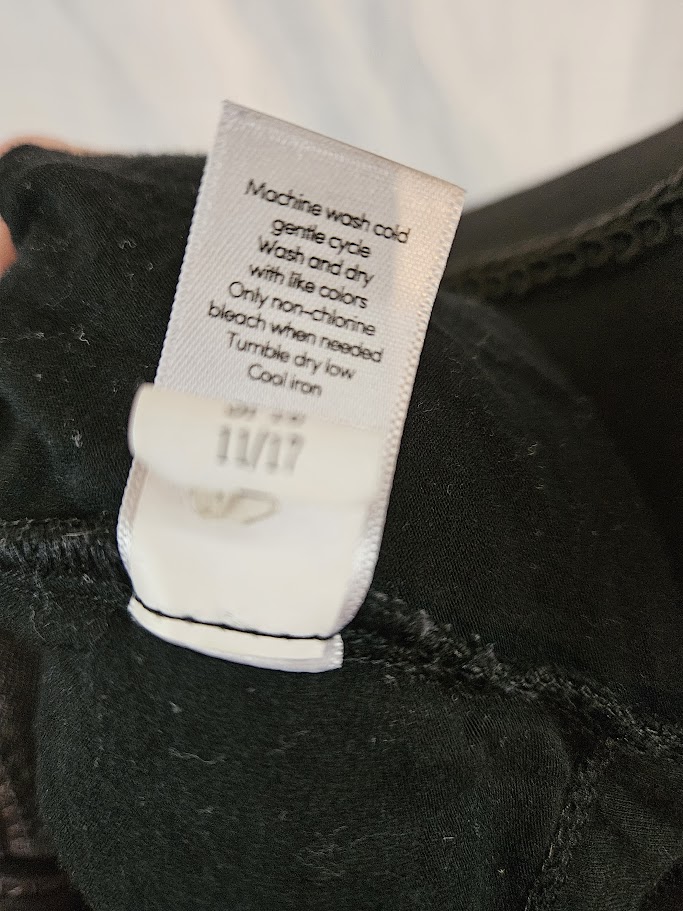 Machine wash cold
gentle cycle
Wash and dry
with like colors
Only non-chlorine
bleach when needed
Tumble dry low
Cool iron
11/17